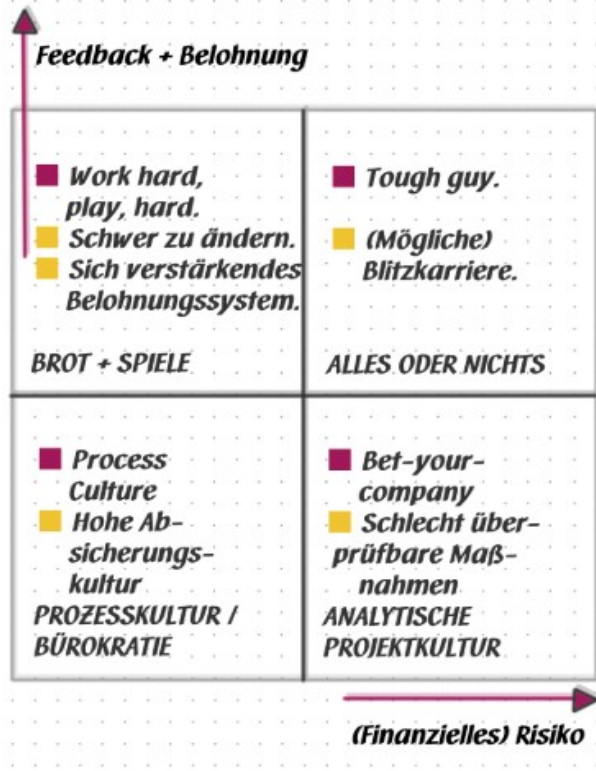 Feedback + Belohnung
Work hard,
play, hard.
Schwer zu ändern.
Sich verstärkendes
Belohnungssystem.
BROT + SPIELE
Tough guy.
(Mögliche)
Blitzkarriere.
ALLES ODER NICHTS
Process
Culture
Hohe Ab-
sicherungs-
kultur
PROZESSKULTUR /
BÜROKRATIE
Bet-your-
company
Schlecht über-
prüfbare Maß-
nahmen
ANALYTISCHE
PROJEKTKULTUR
(Finanzielles) Risiko